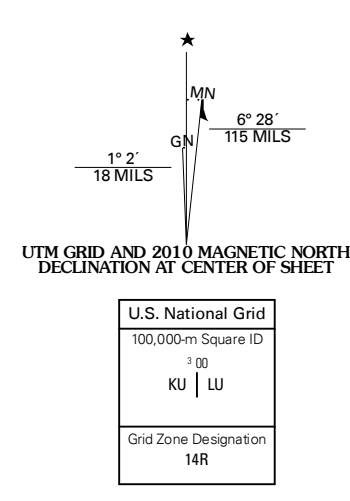 ★
MN
6° 28´
115 MILS
GN
1° 2´
18 MILS
UTM GRID AND 2010 MAGNETIC NORTH
DECLINATION AT CENTER OF SHEET
U.S. National Grid
100,000-m Square ID
3 00
KU LU
Grid Zone Designation
14R